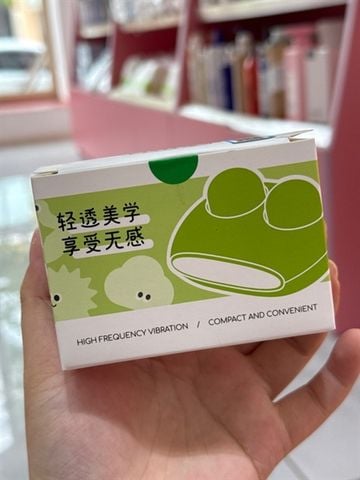 轻透美学
享受无感
HIGH FREQUENCY VIBRATION / COMPACT AND CONVENIENT